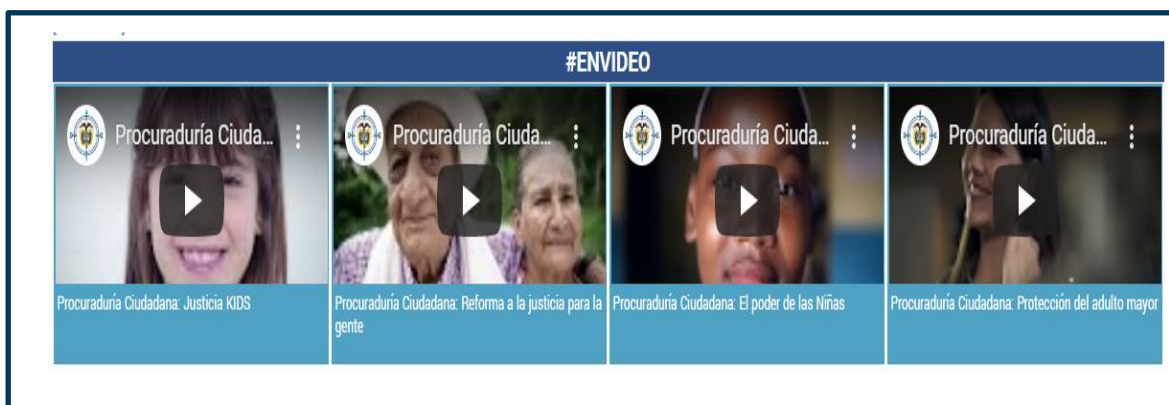 #ENVIDEO
Procuraduría Ciuda...
Procuraduría Ciuda...
Procuraduría Ciuda...
Procuraduría Ciuda...
Procuraduría Ciudadana: Justicia KIDS
Procuraduría Ciudadana: Reforma a la justicia para la
gente
Procuraduría Ciudadana: El poder de las Niñas
Procuraduría Ciudadana: Protección del adulto mayor